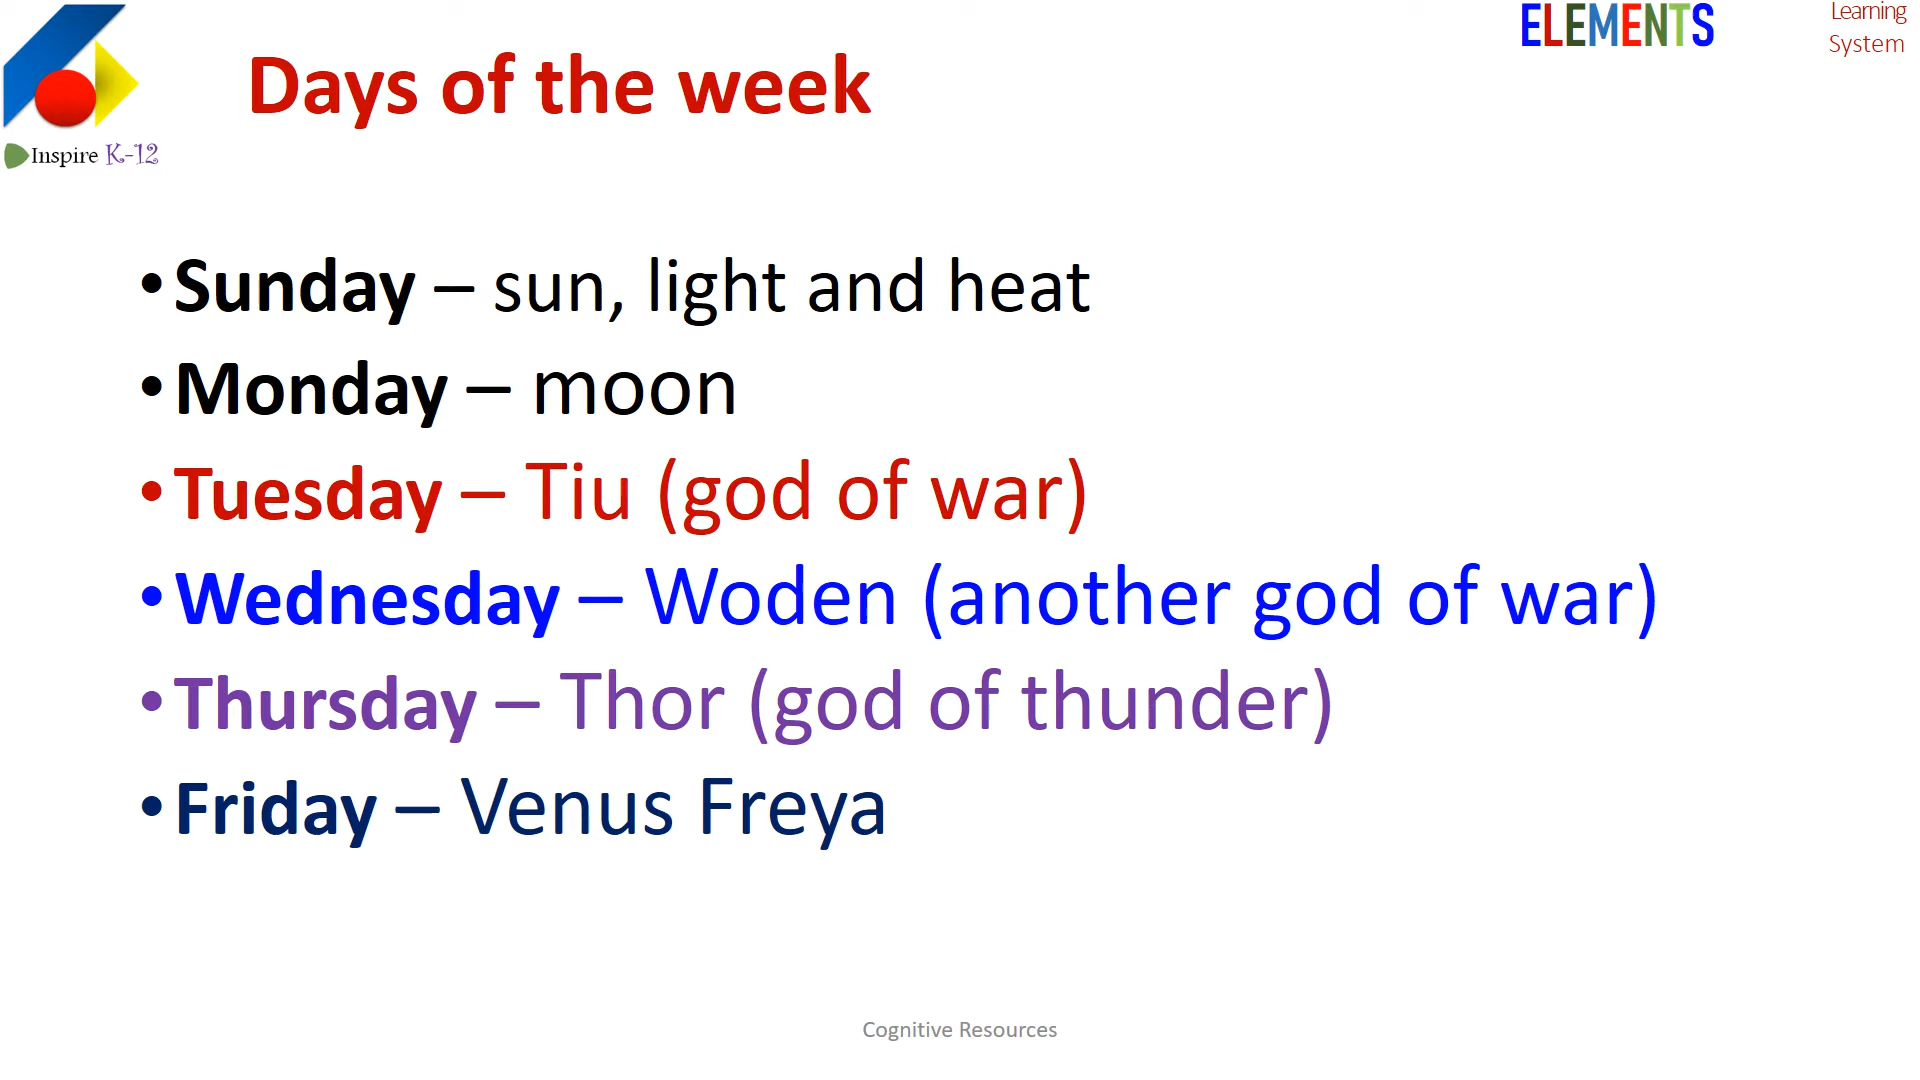 ELEMENTS
Learning
System
Days of the week
Inspire K-12
•Sunday – sun, light and heat
•Monday – moon
•Tuesday – Tiu (god of war)
•Wednesday – Woden (another god of war)
•Thursday – Thor (god of thunder)
•Friday – Venus Freya
Cognitive Resources